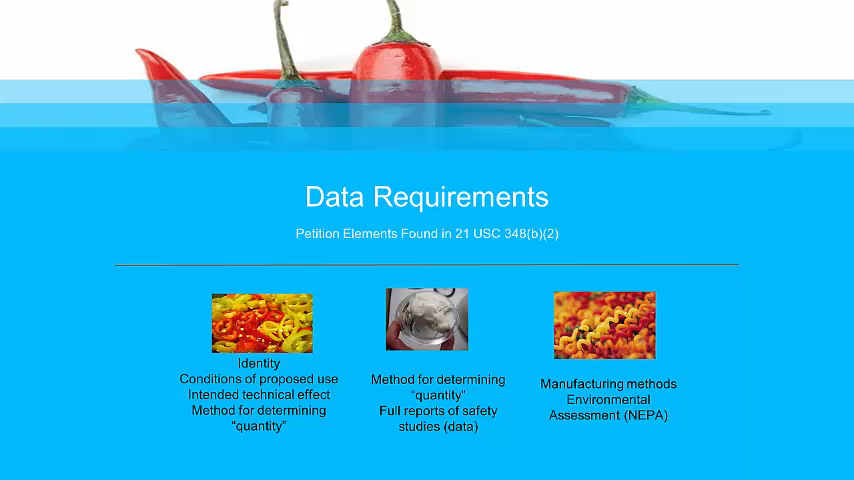 Data Requirements
Petition Elements Found in 21 USC 348(b)(2)
Identity
Conditions of proposed use
Intended technical effect
Method for determining
“quantity”
Method for determining
“quantity”
Full reports of safety
studies (data)
Manufacturing methods
Environmental
Assessment (NEPA)